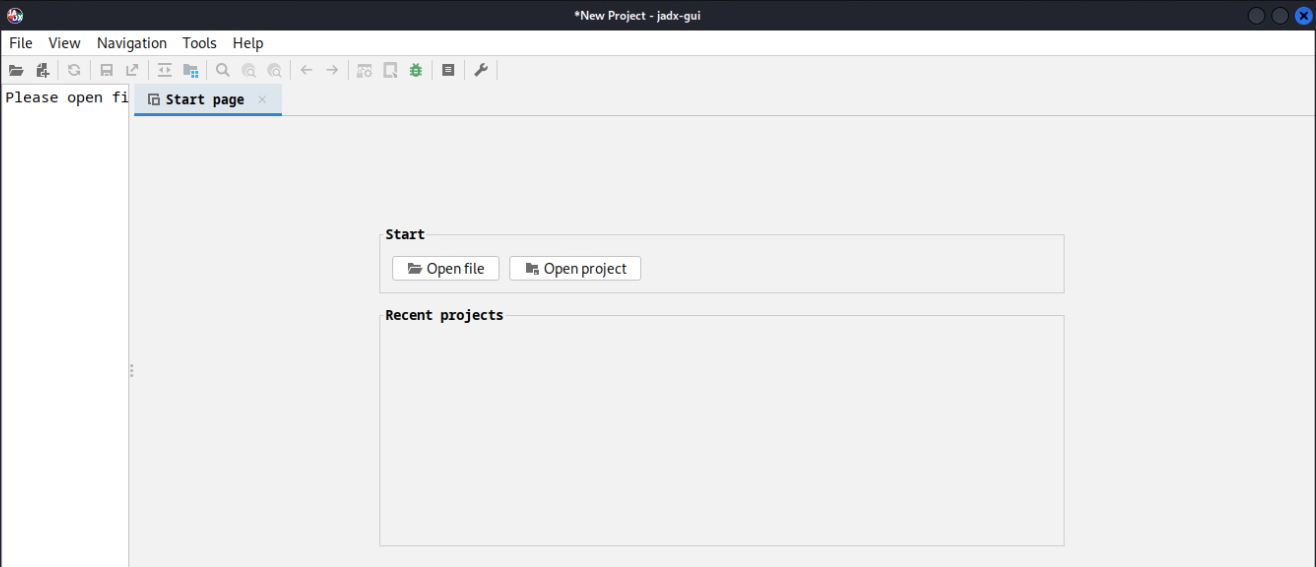 *New Project - jadx-gui
File View Navigation Tools Help
Please open fi
Start page
Start
Open file Open project
Recent projects